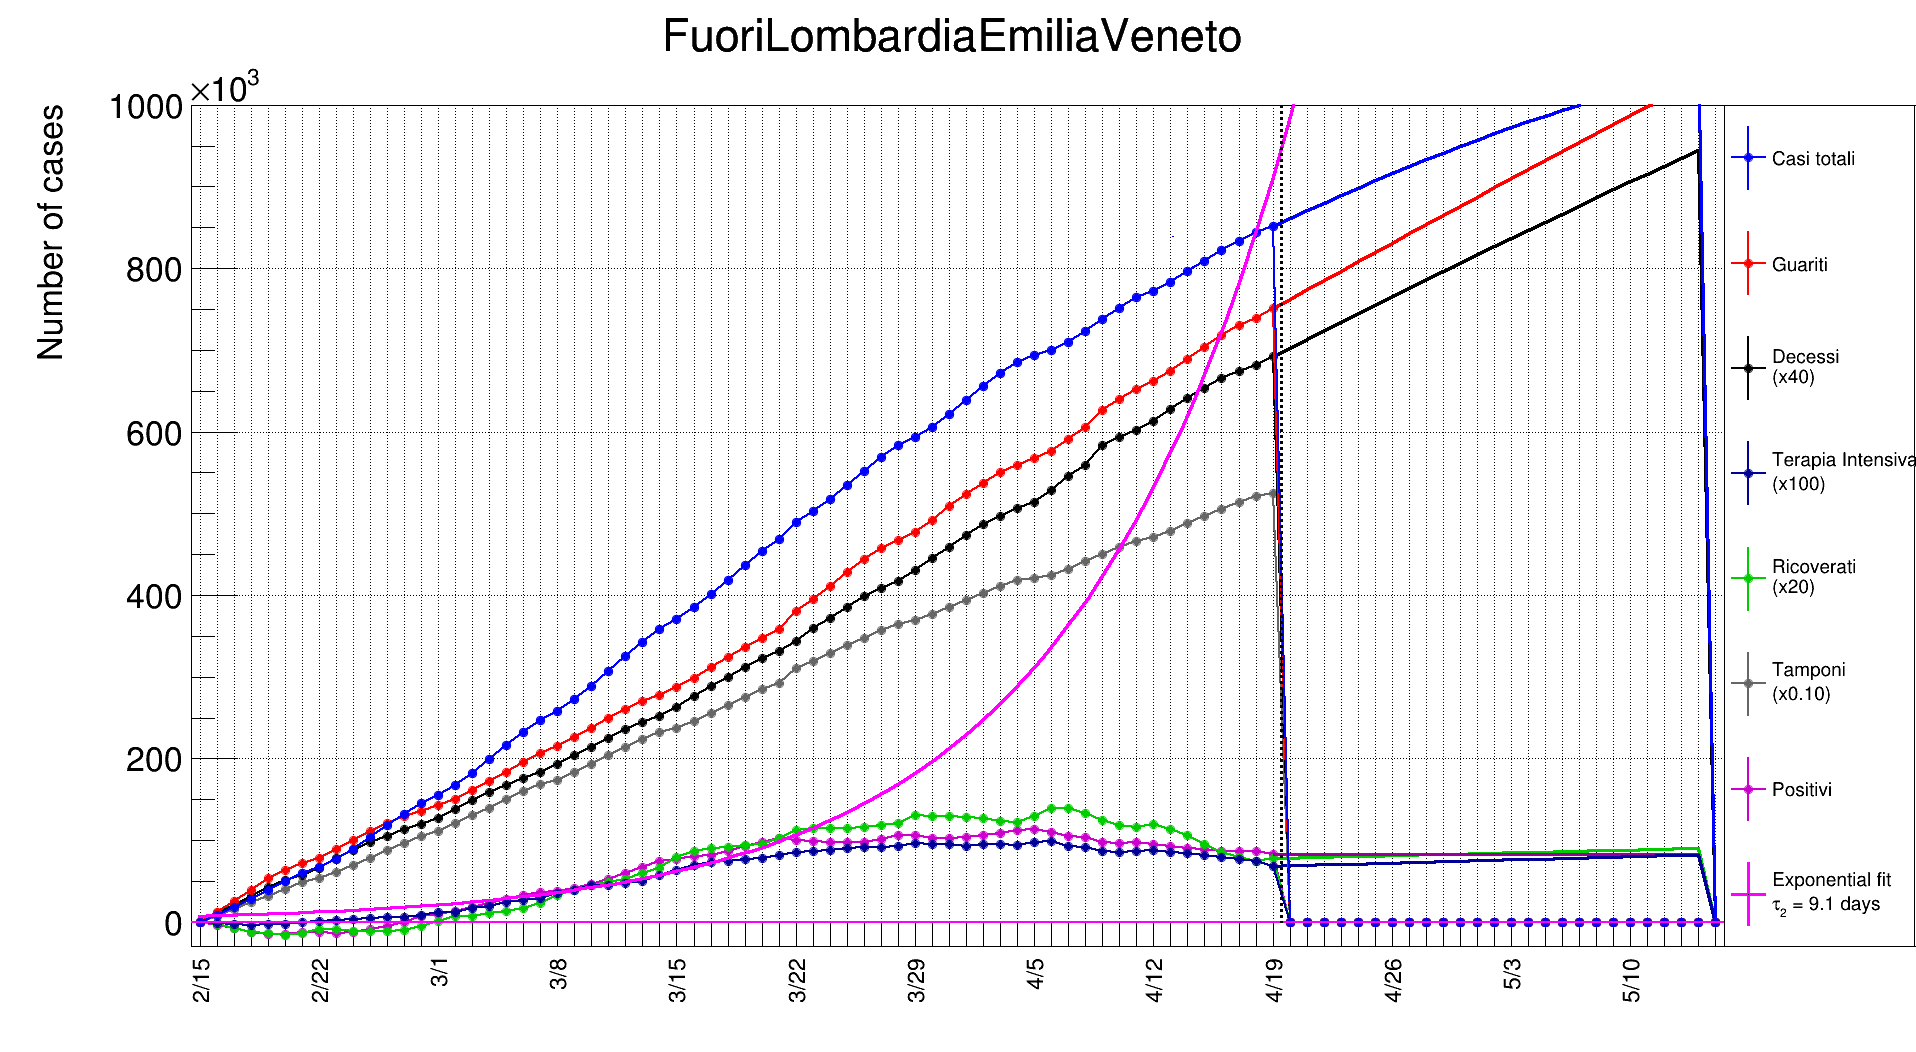 FuoriLombardiaEmiliaVeneto
×10³
Number of cases
1000
800
600
400
200
0
2/15
2/22
3/1
3/8
3/15
3/22
3/29
4/5
4/12
4/19
4/26
5/3
5/10
Casi totali
Guariti
Decessi
(x40)
Terapia Intensiva
(x100)
Ricoverati
(x20)
Tamponi
(x0.10)
Positivi
Exponential fit
τ₂ = 9.1 days